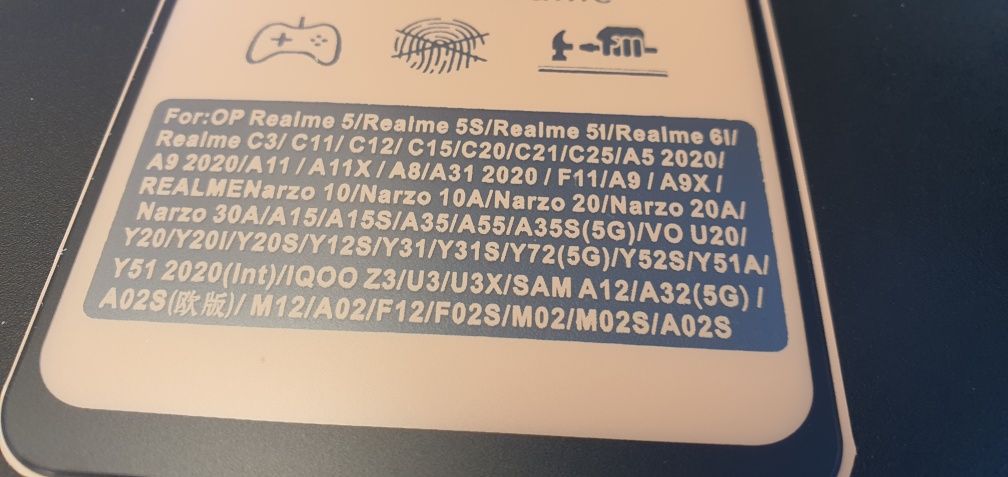 For:OP Realme 5/Realme 5S/Realme 5I/Realme 6I/
Realme C3/ C11/ C12/ C15/C20/C21/C25/A5 2020/
A9 2020/A11 / A11X / A8/A31 2020 / F11/A9 / A9X /
REALMENarzo 10/Narzo 10A/Narzo 20/Narzo 20A/
Narzo 30A/A15/A15S/A35/A55/A35S(5G)/VO U20/
Y20/Y20I/Y20S/Y12S/Y31/Y31S/Y72(5G)/Y52S/Y51A/
Y51 2020(Int)/IQOO Z3/U3/U3X/SAM A12/A32(5G) /
A02S(欧版)/ M12/A02/F12/F02S/M02/M02S/A02S